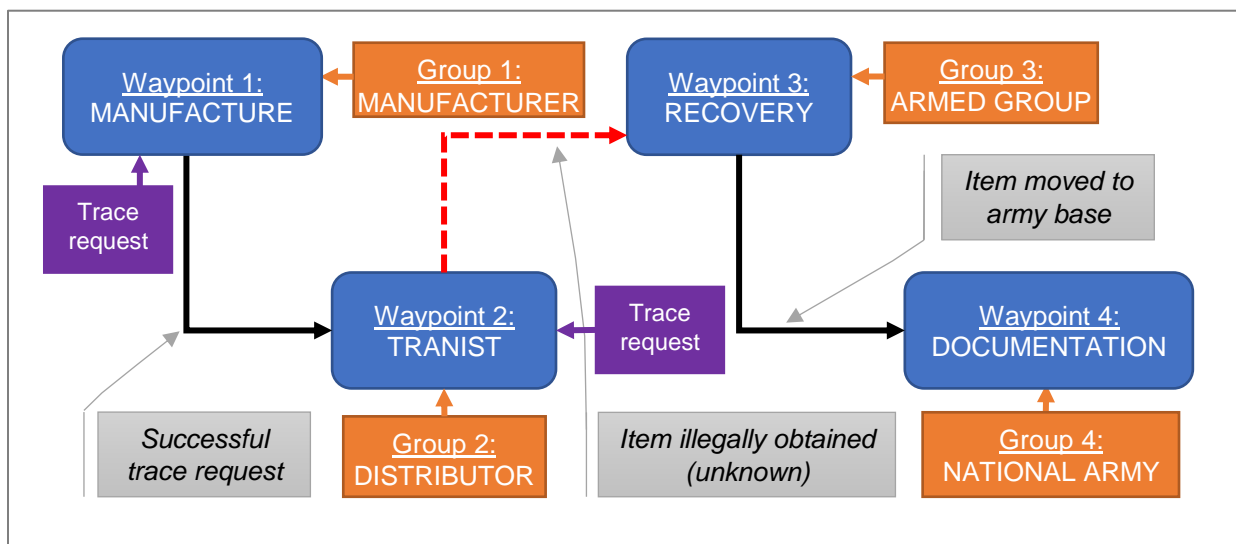 Waypoint 1:
MANUFACTURE
Group 1:
MANUFACTURER
Waypoint 3:
RECOVERY
Group 3:
ARMED GROUP
Trace
request
Item moved to
army base
Waypoint 2:
TRANIST
Trace
request
Waypoint 4:
DOCUMENTATION
Successful
trace request
Group 2:
DISTRIBUTOR
Item illegally obtained
(unknown)
Group 4:
NATIONAL ARMY